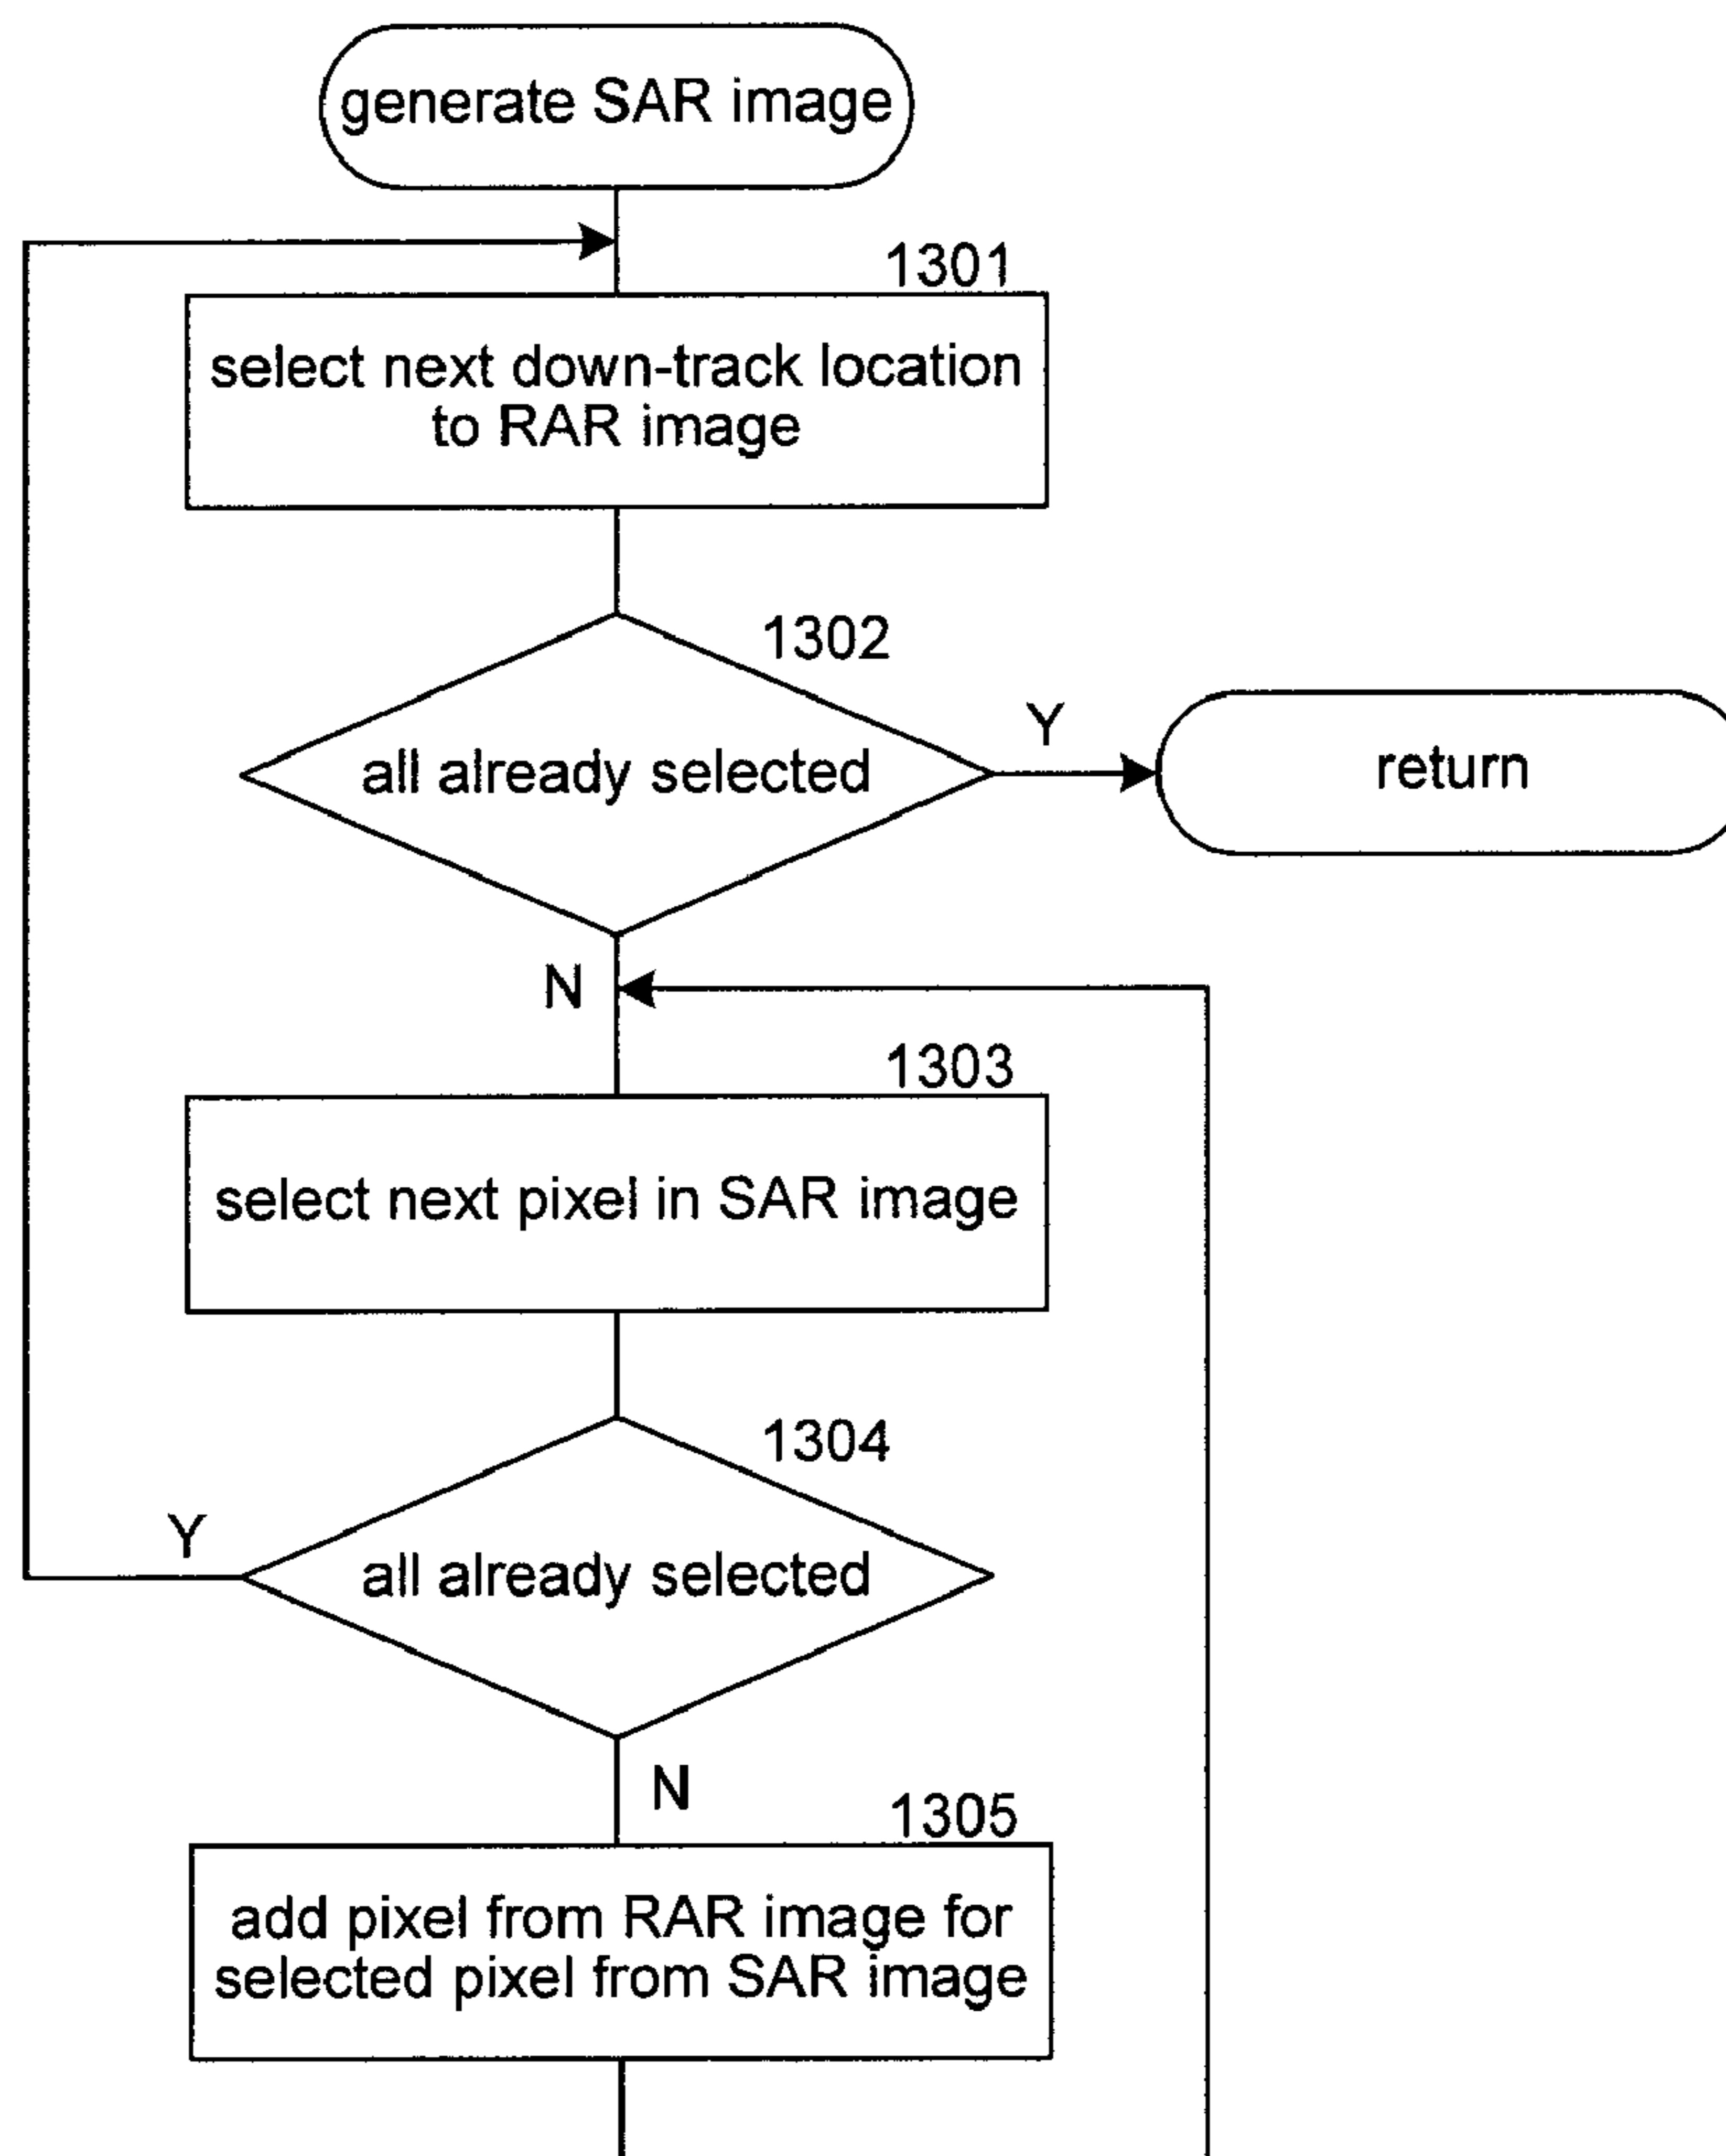 generate SAR image
1301
select next down-track location
to RAR image
1302
all already selected
Y
return
N
1303
select next pixel in SAR image
1304
all already selected
Y
N
1305
add pixel from RAR image for
selected pixel from SAR image